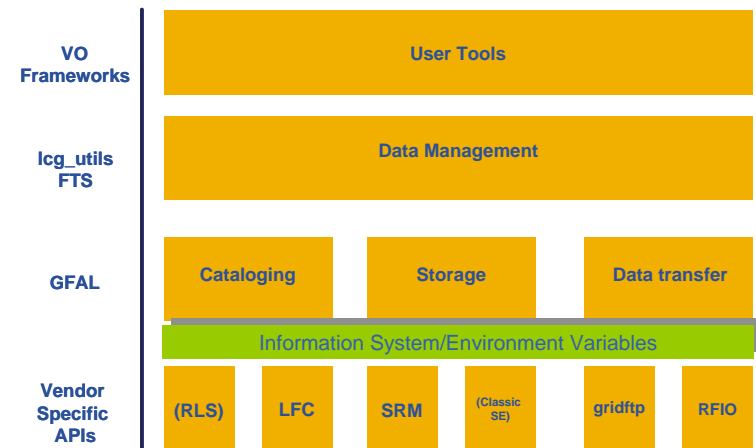 VO
Frameworks
User Tools
lcg_utils
FTS
Data Management
GFAL
Cataloging
Storage
Data transfer
Information System/Environment Variables
Vendor
Specific
APIs
(RLS)
LFC
SRM
(Classic
SE)
gridftp
RFIO